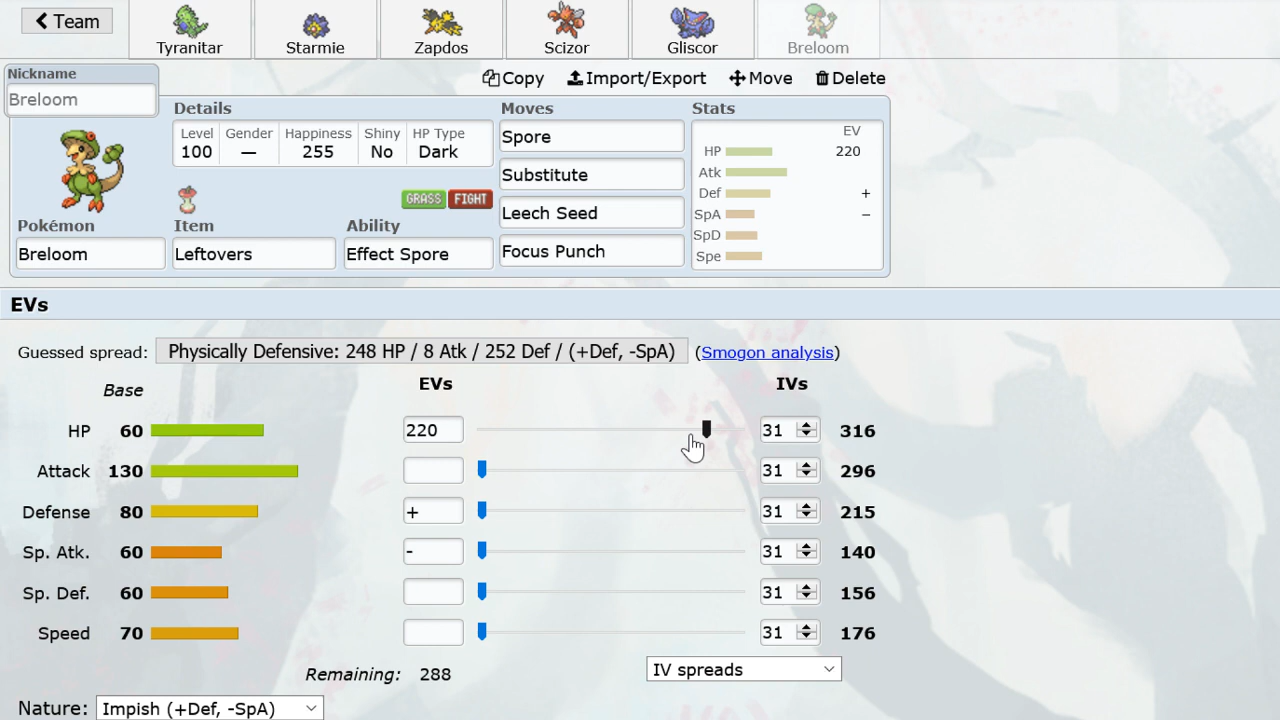 Team
Tyranitar Starmie Zapdos Scizor Gliscor Breloom
Nickname
Breloom
Copy Import/Export Move Delete
Details
Level Gender Happiness Shiny HP Type
100 — 255 No Dark
GRASS FIGHT
Pokémon Item Ability
Breloom Leftovers Effect Spore
Moves
Spore
Substitute
Leech Seed
Focus Punch
Stats
EV
HP 220
Atk
Def +
SpA −
SpD
Spe
EVs
Guessed spread: Physically Defensive: 248 HP / 8 Atk / 252 Def / (+Def, -SpA) (Smogon analysis)
Base EVs IVs
HP 60 220 31 316
Attack 130 31 296
Defense 80 + 31 215
Sp. Atk. 60 - 31 140
Sp. Def. 60 31 156
Speed 70 31 176
Remaining: 288 IV spreads
Nature: Impish (+Def, -SpA)